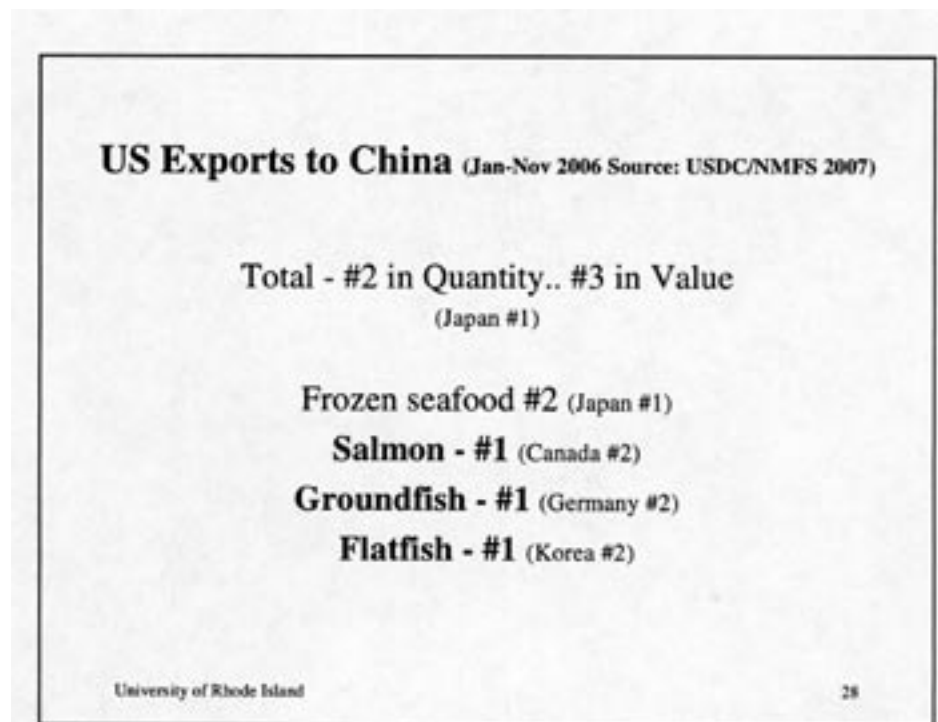 US Exports to China (Jan-Nov 2006 Source: USDC/NMFS 2007)
Total - #2 in Quantity.. #3 in Value
(Japan #1)
Frozen seafood #2 (Japan #1)
Salmon - #1 (Canada #2)
Groundfish - #1 (Germany #2)
Flatfish - #1 (Korea #2)
University of Rhode Island 28